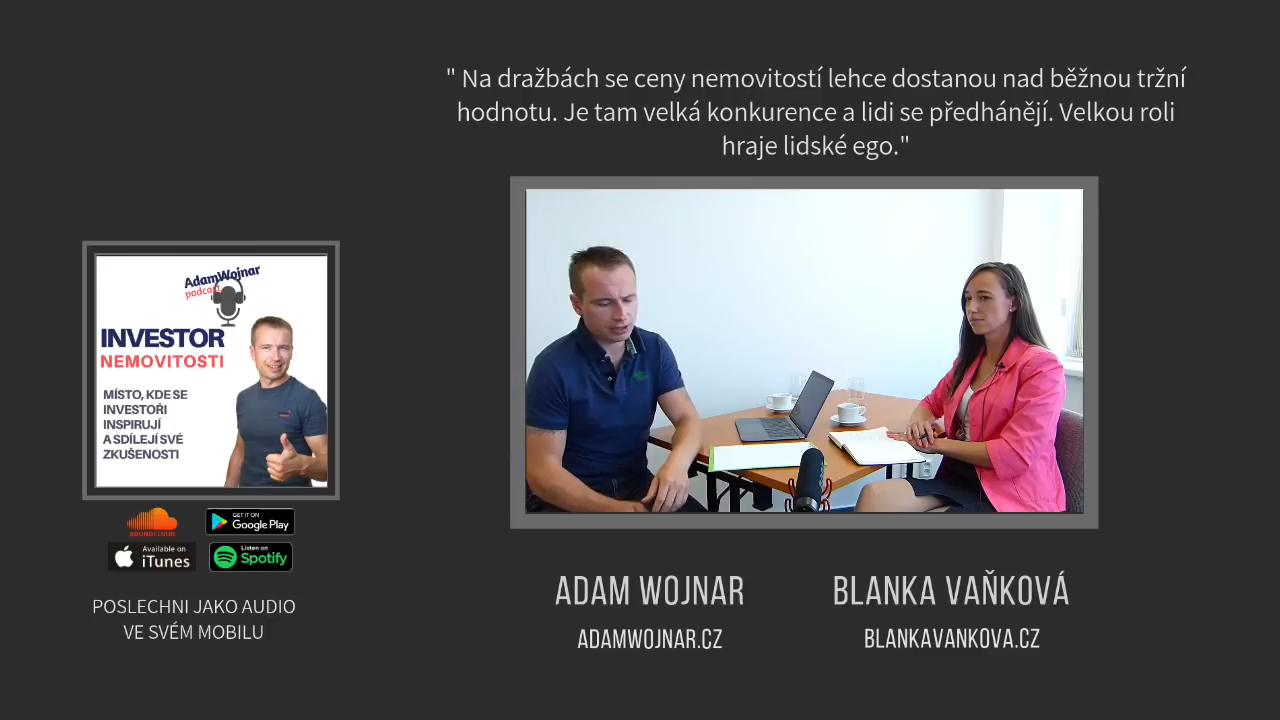 " Na dražbách se ceny nemovitostí lehce dostanou nad běžnou tržní
hodnotu. Je tam velká konkurence a lidi se předhánějí. Velkou roli
hraje lidské ego."
AdamWojnar
podcast
INVESTOR
NEMOVITOSTI
MÍSTO, KDE SE
INVESTOŘI
INSPIRUJÍ
A SDÍLEJÍ SVÉ
ZKUŠENOSTI
SOUNDCLOUD
GET IT ON
Google Play
Available on
iTunes
Listen on
Spotify
POSLECHNI JAKO AUDIO
VE SVÉM MOBILU
ADAM WOJNAR
ADAMWOJNAR.CZ
BLANKA VAŇKOVÁ
BLANKAVANKOVA.CZ